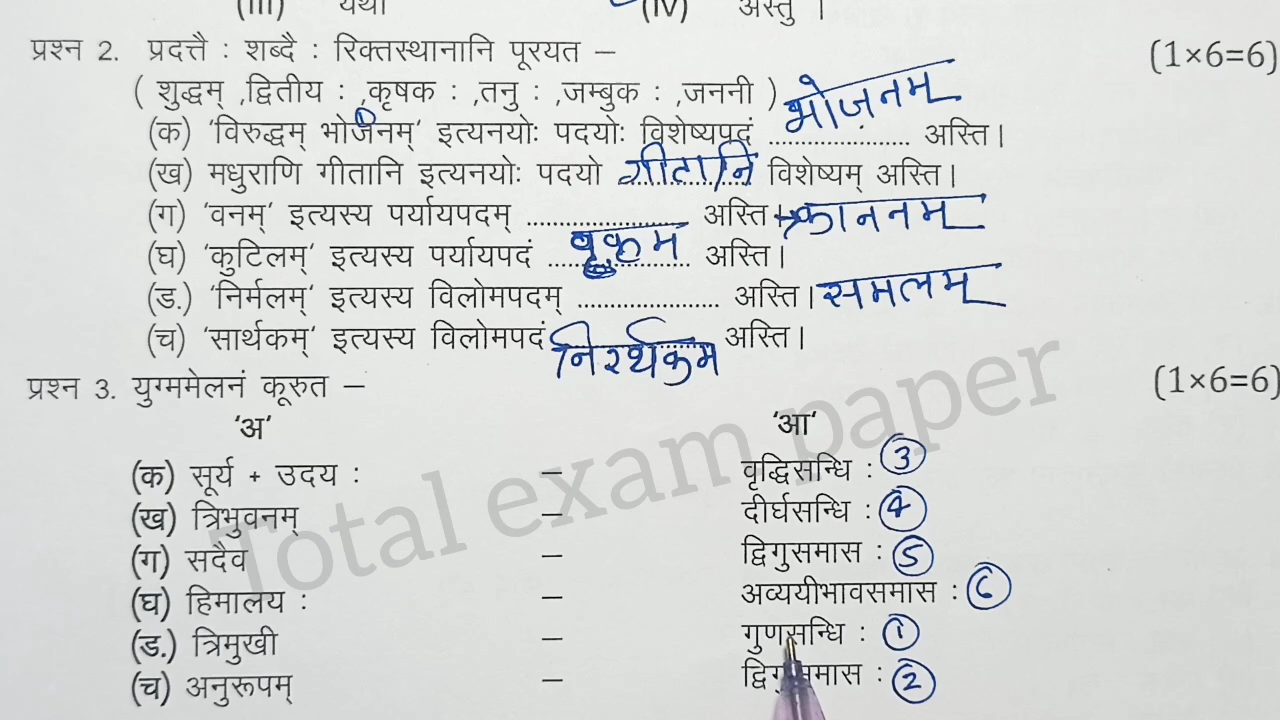 (III) यथा (IV) अस्तु ।
प्रश्न 2. प्रदत्तै : शब्दै : रिक्तस्थानानि पूरयत – (1×6=6)
( शुद्धम् ,द्वितीय : ,कृषक : ,तनु : ,जम्बुक : ,जननी ) भोजनम्
(क) 'विरुद्धम् भोजनम्' इत्यनयोः पदयोः विशेष्यपदं ..................... अस्ति।
(ख) मधुराणि गीतानि इत्यनयोः पदयो गीतानि विशेष्यम् अस्ति।
(ग) 'वनम्' इत्यस्य पर्यायपदम् ........................ अस्ति। काननम्
(घ) 'कुटिलम्' इत्यस्य पर्यायपदं ..................... अस्ति।
(ड.) 'निर्मलम्' इत्यस्य विलोमपदम् ..................... अस्ति। समलम्
(च) 'सार्थकम्' इत्यस्य विलोमपदं निरर्थकम अस्ति।
प्रश्न 3. युग्ममेलनं कूरुत – (1×6=6)
'अ' 'आ'
(क) सूर्य + उदय : – वृद्धिसन्धि : 3
(ख) त्रिभुवनम् – दीर्घसन्धि : 4
(ग) सदैव – द्विगुसमास : 5
(घ) हिमालय : – अव्ययीभावसमास : 6
(ड.) त्रिमुखी – गुणसन्धि : 1
(च) अनुरूपम् – द्विगुसमास : 2
Total exam paper